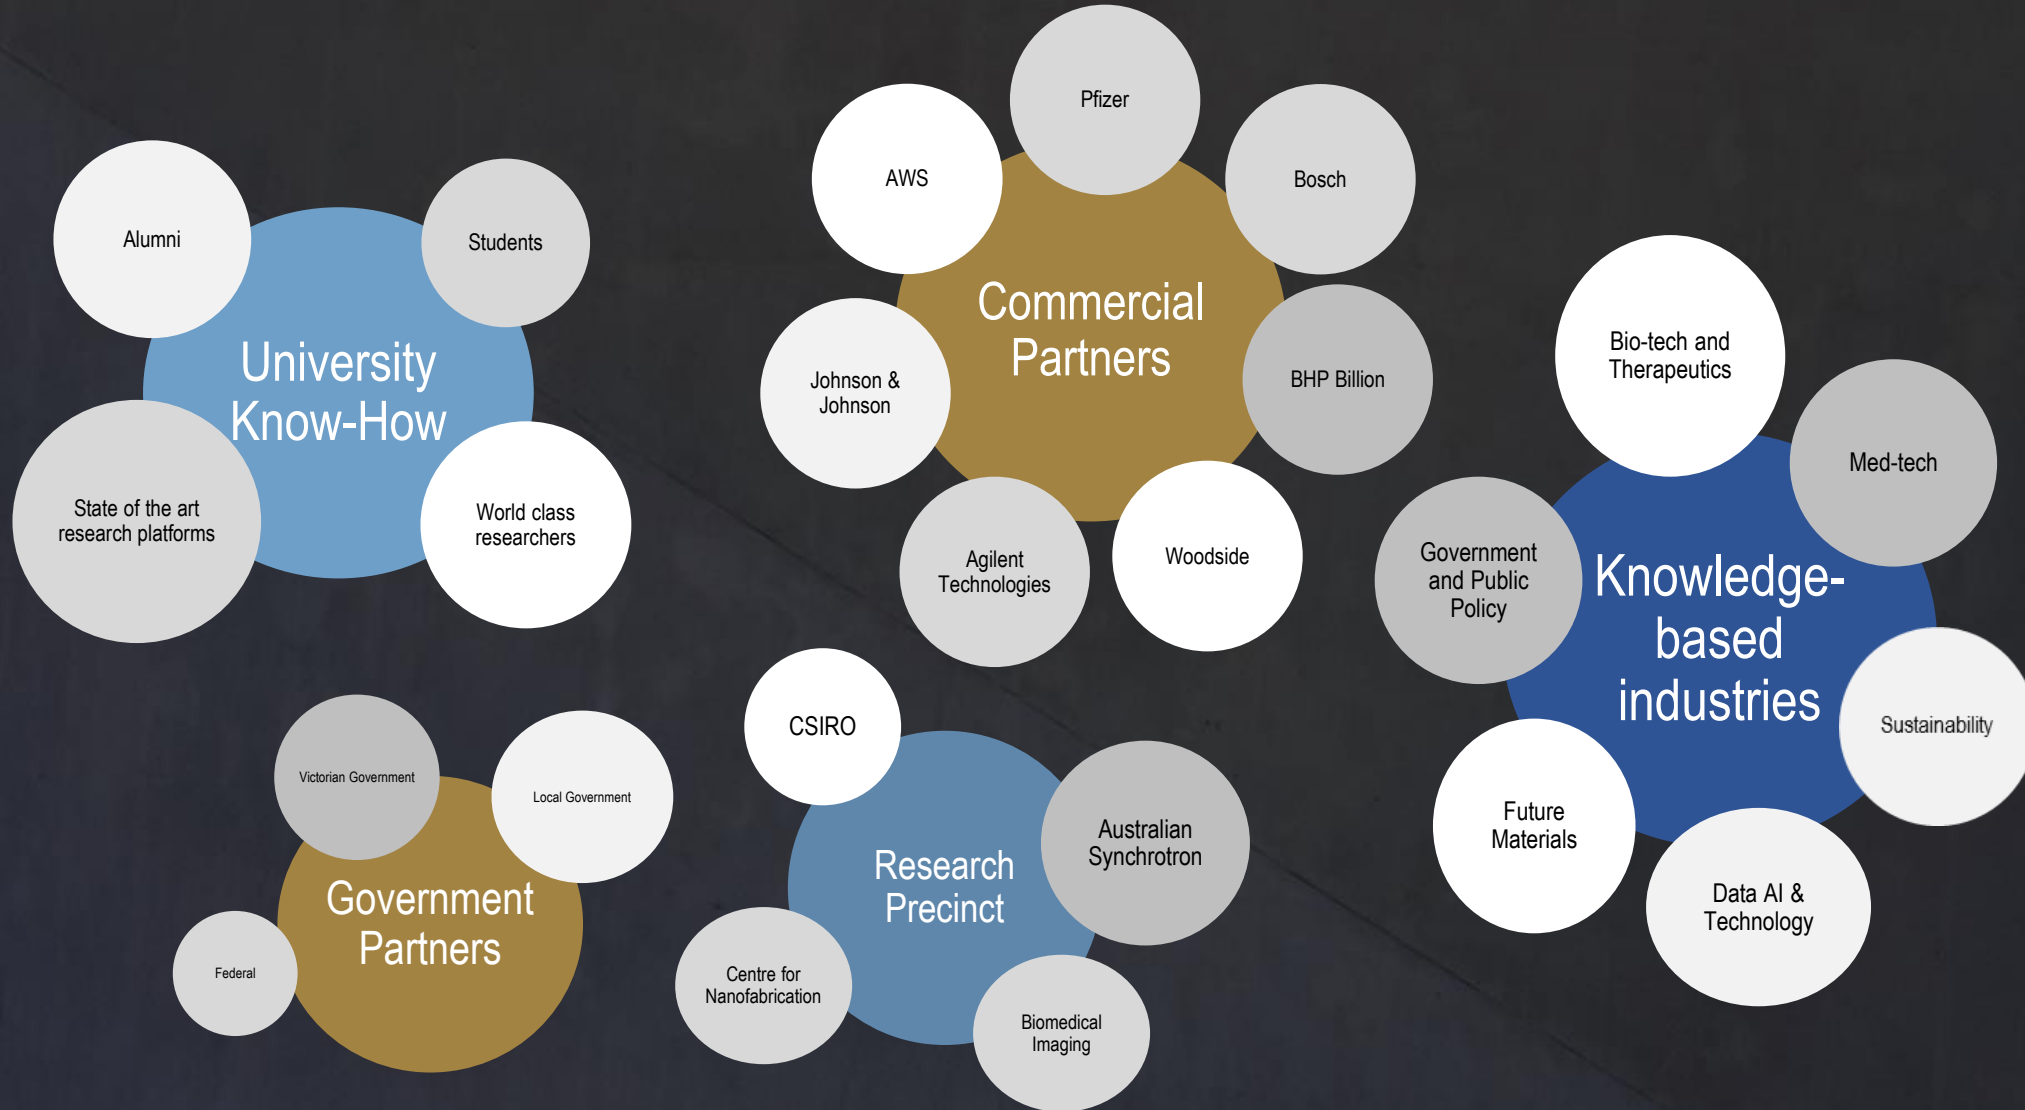 Alumni
Students
University
Know-How
State of the art
research platforms
World class
researchers
Pfizer
AWS
Bosch
Commercial
Partners
Johnson &
Johnson
BHP Billion
Agilent
Technologies
Woodside
Bio-tech and
Therapeutics
Med-tech
Government
and Public
Policy
Knowledge-
based
industries
Sustainability
Future
Materials
Data AI &
Technology
Victorian Government
Local Government
Government
Partners
Federal
CSIRO
Australian
Synchrotron
Research
Precinct
Centre for
Nanofabrication
Biomedical
Imaging